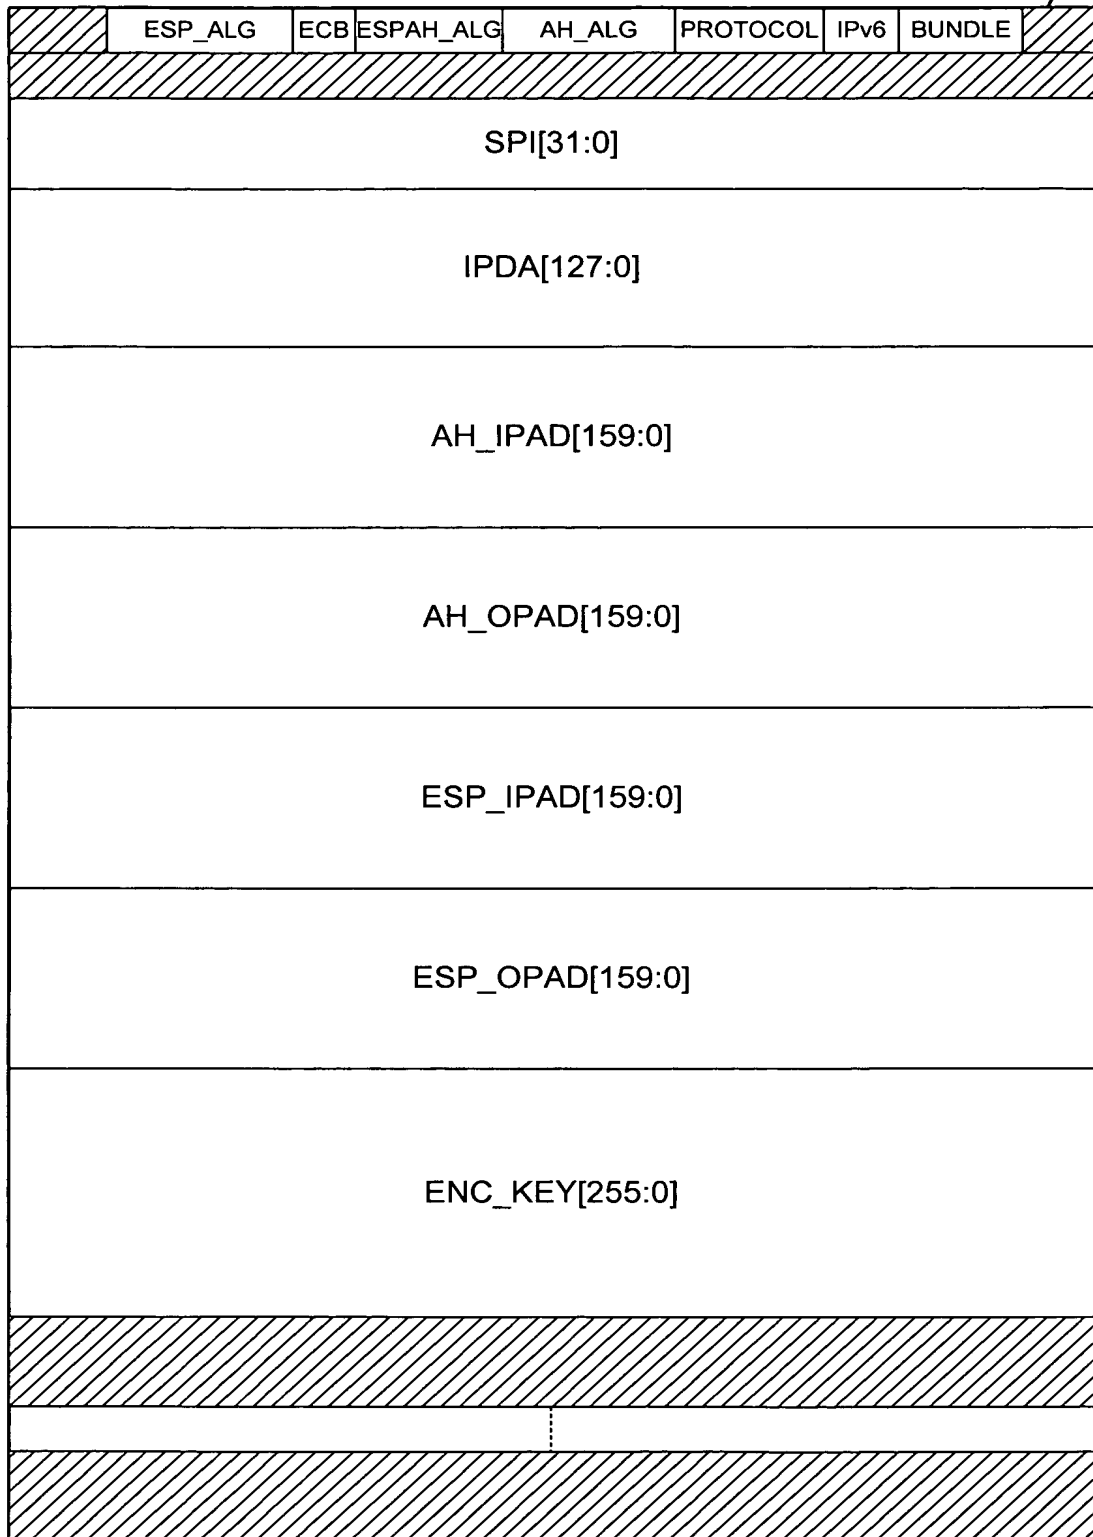 ESP_ALG ECB ESPAH_ALG AH_ALG PROTOCOL IPv6 BUNDLE
SPI[31:0]
IPDA[127:0]
AH_IPAD[159:0]
AH_OPAD[159:0]
ESP_IPAD[159:0]
ESP_OPAD[159:0]
ENC_KEY[255:0]